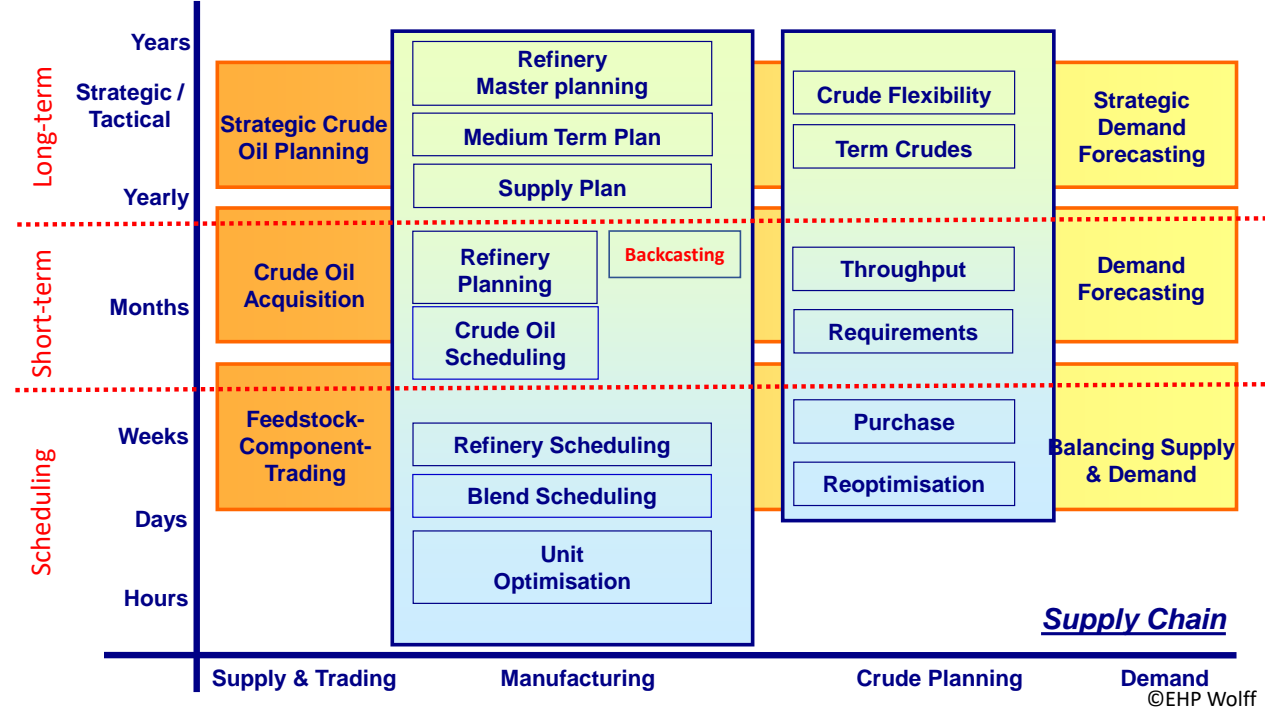 Years
Strategic /
Tactical
Yearly
Months
Weeks
Days
Hours
Long-term
Short-term
Scheduling
Strategic Crude
Oil Planning
Crude Oil
Acquisition
Feedstock-
Component-
Trading
Refinery
Master planning
Medium Term Plan
Supply Plan
Refinery
Planning
Backcasting
Crude Oil
Scheduling
Refinery Scheduling
Blend Scheduling
Unit
Optimisation
Crude Flexibility
Term Crudes
Throughput
Requirements
Purchase
Reoptimisation
Strategic
Demand
Forecasting
Demand
Forecasting
Balancing Supply
& Demand
Supply Chain
Supply & Trading
Manufacturing
Crude Planning
Demand
©EHP Wolff